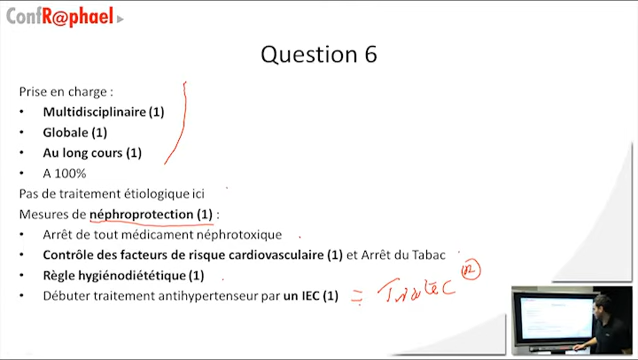 ConfR@phael
Question 6
Prise en charge :
• Multidisciplinaire (1)
• Globale (1)
• Au long cours (1)
• A 100%
Pas de traitement étiologique ici
Mesures de néphroprotection (1) :
• Arrêt de tout médicament néphrotoxique
• Contrôle des facteurs de risque cardiovasculaire (1) et Arrêt du Tabac
• Règle hygiénodiététique (1)
• Débuter traitement antihypertenseur par un IEC (1) = Triatec